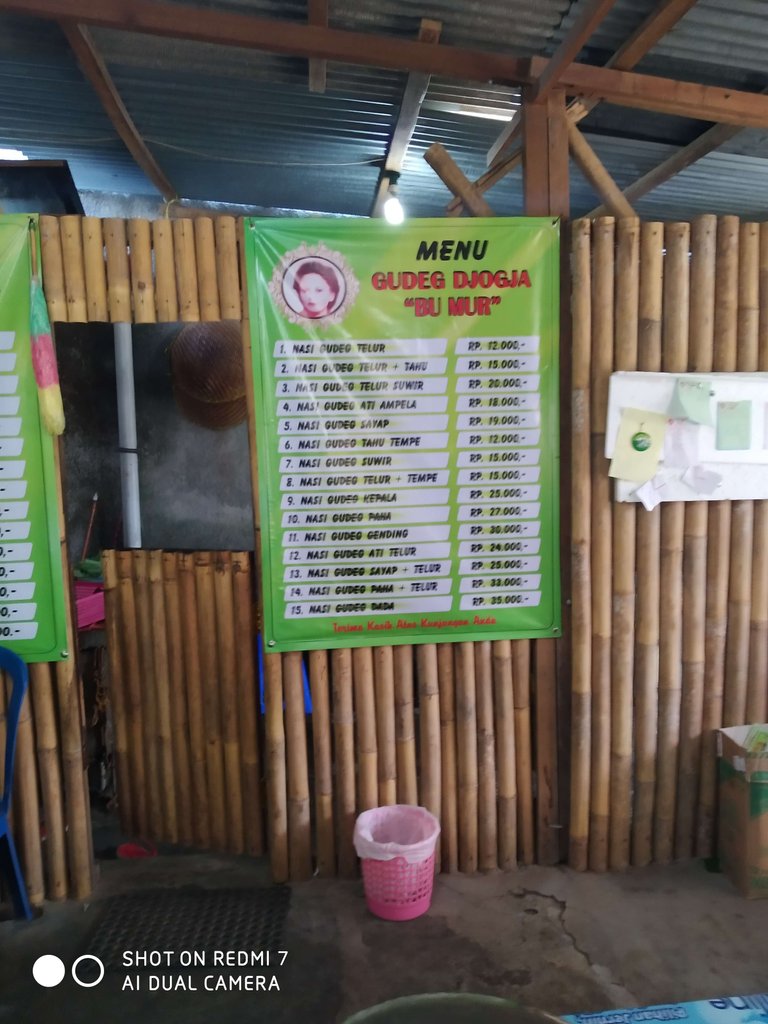 MENU
GUDEG DJOGJA
"BU MUR"
1. NASI GUDEG TELUR RP. 12.000,-
2. NASI GUDEG TELUR + TAHU RP. 15.000,-
3. NASI GUDEG TELUR SUWIR RP. 20.000,-
4. NASI GUDEG ATI AMPELA RP. 18.000,-
5. NASI GUDEG SAYAP RP. 19.000,-
6. NASI GUDEG TAHU TEMPE RP. 12.000,-
7. NASI GUDEG SUWIR RP. 15.000,-
8. NASI GUDEG TELUR + TEMPE RP. 15.000,-
9. NASI GUDEG KEPALA RP. 25.000,-
10. NASI GUDEG PAHA RP. 27.000,-
11. NASI GUDEG GENDING RP. 30.000,-
12. NASI GUDEG ATI TELUR RP. 24.000,-
13. NASI GUDEG SAYAP + TELUR RP. 25.000,-
14. NASI GUDEG PAHA + TELUR RP. 33.000,-
15. NASI GUDEG DADA RP. 35.000,-
Terima Kasih Atas Kunjungan Anda
SHOT ON REDMI 7
AI DUAL CAMERA